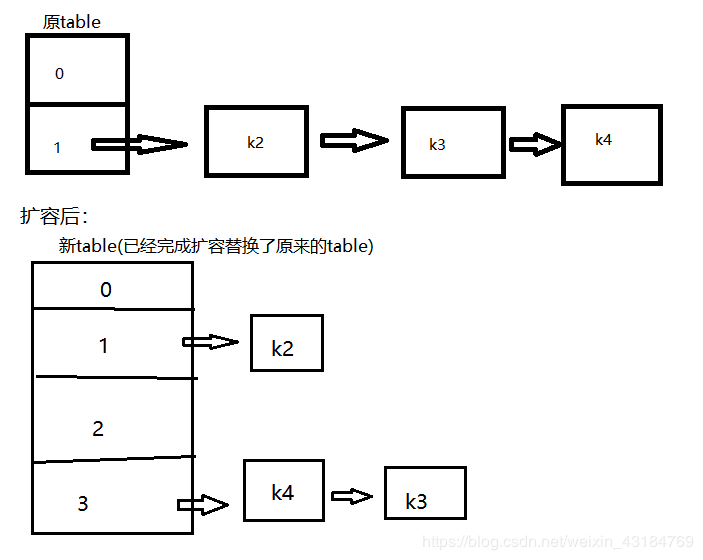 原table
0
1
k2
k3
k4
扩容后：
新table(已经完成扩容替换了原来的table)
0
1
k2
2
3
k4
k3
https://blog.csdn.net/weixin_43184769